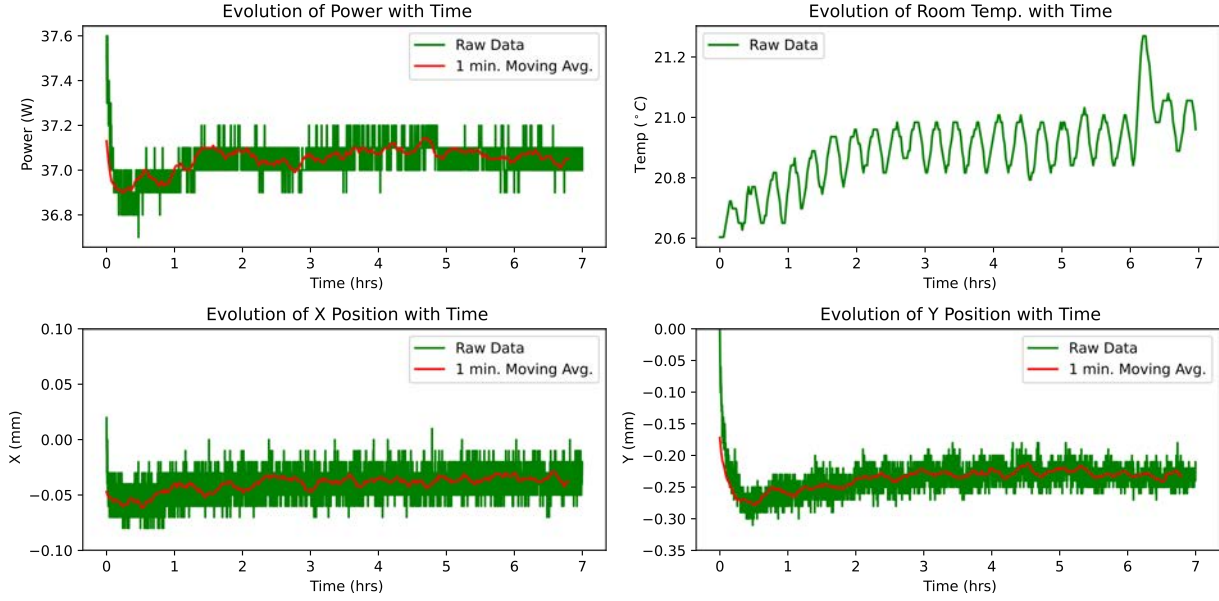 Evolution of Power with Time
37.6
37.4
37.2
37.0
36.8
Power (W)
Raw Data
1 min. Moving Avg.
0 1 2 3 4 5 6 7
Time (hrs)
Evolution of Room Temp. with Time
21.2
21.0
20.8
20.6
Temp (°C)
Raw Data
0 1 2 3 4 5 6 7
Time (hrs)
Evolution of X Position with Time
0.10
0.05
0.00
−0.05
−0.10
X (mm)
Raw Data
1 min. Moving Avg.
0 1 2 3 4 5 6 7
Time (hrs)
Evolution of Y Position with Time
0.00
−0.05
−0.10
−0.15
−0.20
−0.25
−0.30
−0.35
Y (mm)
Raw Data
1 min. Moving Avg.
0 1 2 3 4 5 6 7
Time (hrs)